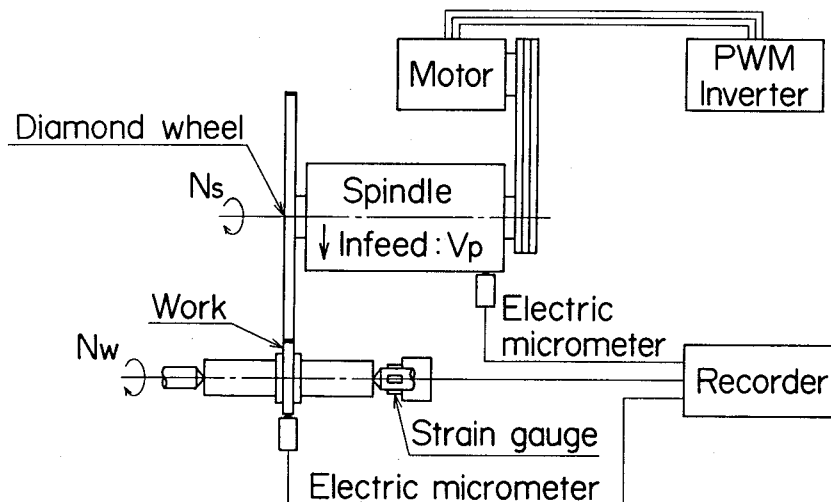 Motor
PWM
Inverter
Diamond wheel
Ns
Spindle
Infeed : Vp
Work
Electric
micrometer
Nw
Recorder
Strain gauge
Electric micrometer